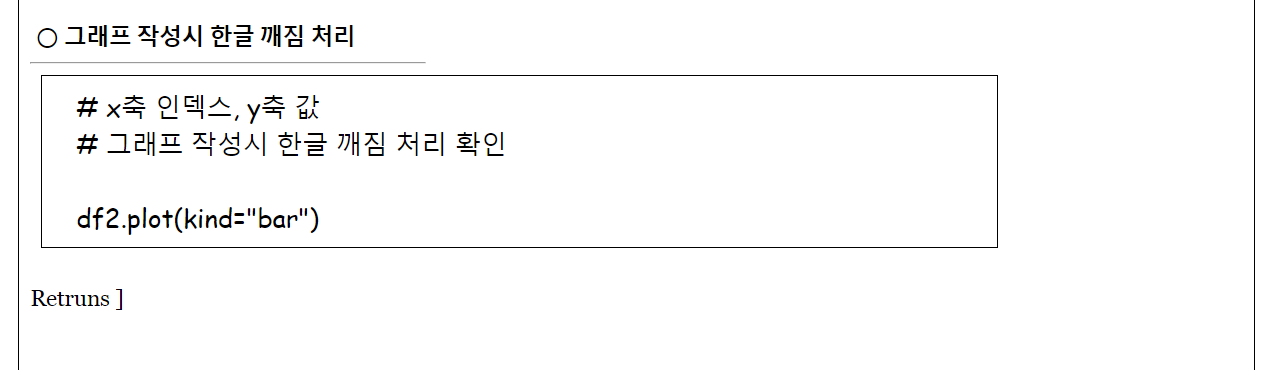 ○ 그래프 작성시 한글 깨짐 처리
# x축 인덱스, y축 값
# 그래프 작성시 한글 깨짐 처리 확인
df2.plot(kind="bar")
Retruns ]